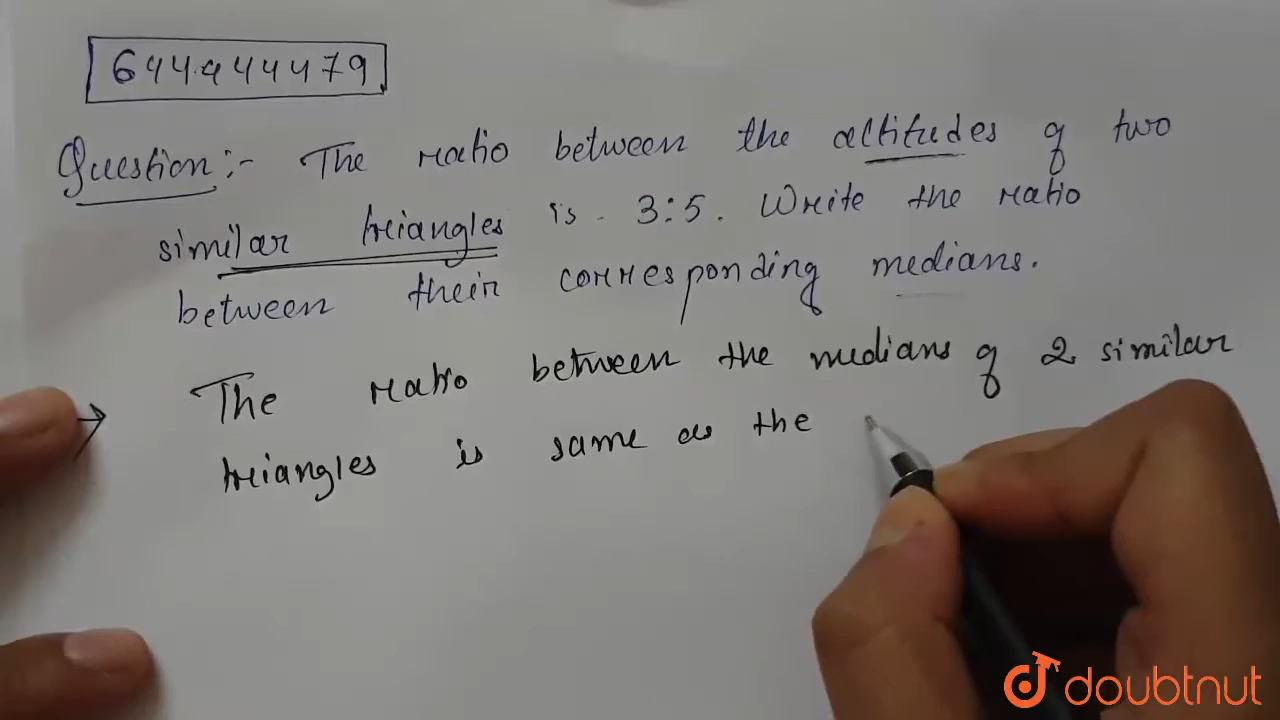 644444479
Question:- The ratio between the altitudes of two
similar triangles is 3:5. Write the ratio
between their corresponding medians.
The ratio between the medians of 2 similar
triangles is same as the
doubtnut